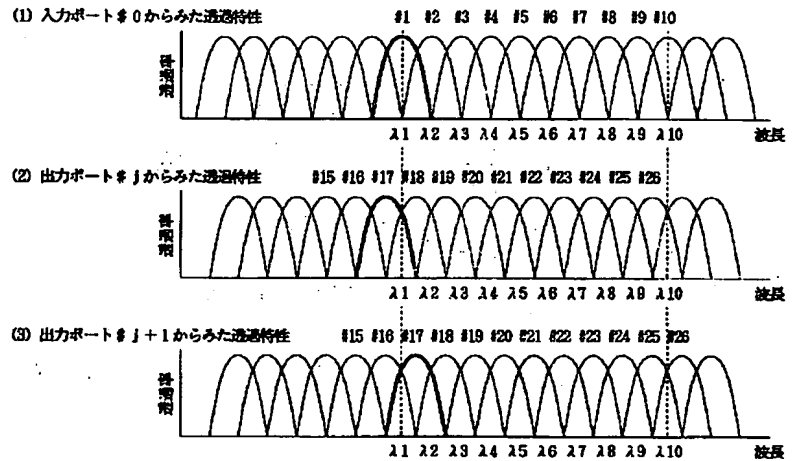 (1) 入力ポート#0からみた透過特性 #1 #2 #3 #4 #5 #6 #7 #8 #9 #10
透過率
λ1 λ2 λ3 λ4 λ5 λ6 λ7 λ8 λ9 λ10 波長
(2) 出力ポート#jからみた透過特性 #15 #16 #17 #18 #19 #20 #21 #22 #23 #24 #25 #26
透過率
λ1 λ2 λ3 λ4 λ5 λ6 λ7 λ8 λ9 λ10 波長
(3) 出力ポート#j+1からみた透過特性 #15 #16 #17 #18 #19 #20 #21 #22 #23 #24 #25 #26
透過率
λ1 λ2 λ3 λ4 λ5 λ6 λ7 λ8 λ9 λ10 波長